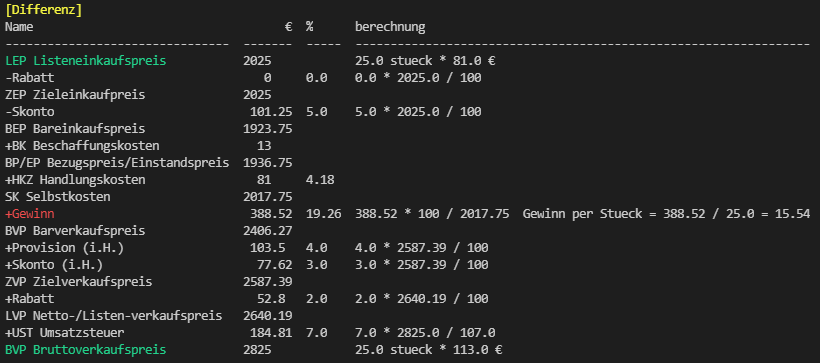 [Differenz]
Name                                   €  %      berechnung
---------------------------------  -------  -----  -------------------------------------------------------------------
LEP Listeneinkaufspreis            2025           25.0 stueck * 81.0 €
-Rabatt                               0     0.0   0.0 * 2025.0 / 100
ZEP Zieleinkaufpreis               2025
-Skonto                             101.25  5.0   5.0 * 2025.0 / 100
BEP Bareinkaufpreis                1923.75
+BK Beschaffungskosten               13
BP/EP Bezugspreis/Einstandspreis   1936.75
+HKZ Handlungskosten                 81     4.18
SK Selbstkosten                    2017.75
+Gewinn                             388.52  19.26  388.52 * 100 / 2017.75  Gewinn per Stueck = 388.52 / 25.0 = 15.54
BVP Barverkaufspreis               2406.27
+Provision (i.H.)                   103.5   4.0   4.0 * 2587.39 / 100
+Skonto (i.H.)                       77.62  3.0   3.0 * 2587.39 / 100
ZVP Zielverkaufspreis              2587.39
+Rabatt                              52.8   2.0   2.0 * 2640.19 / 100
LVP Netto-/Listen-verkaufspreis    2640.19
+UST Umsatzsteuer                   184.81  7.0   7.0 * 2825.0 / 107.0
BVP Bruttoverkaufspreis            2825           25.0 stueck * 113.0 €